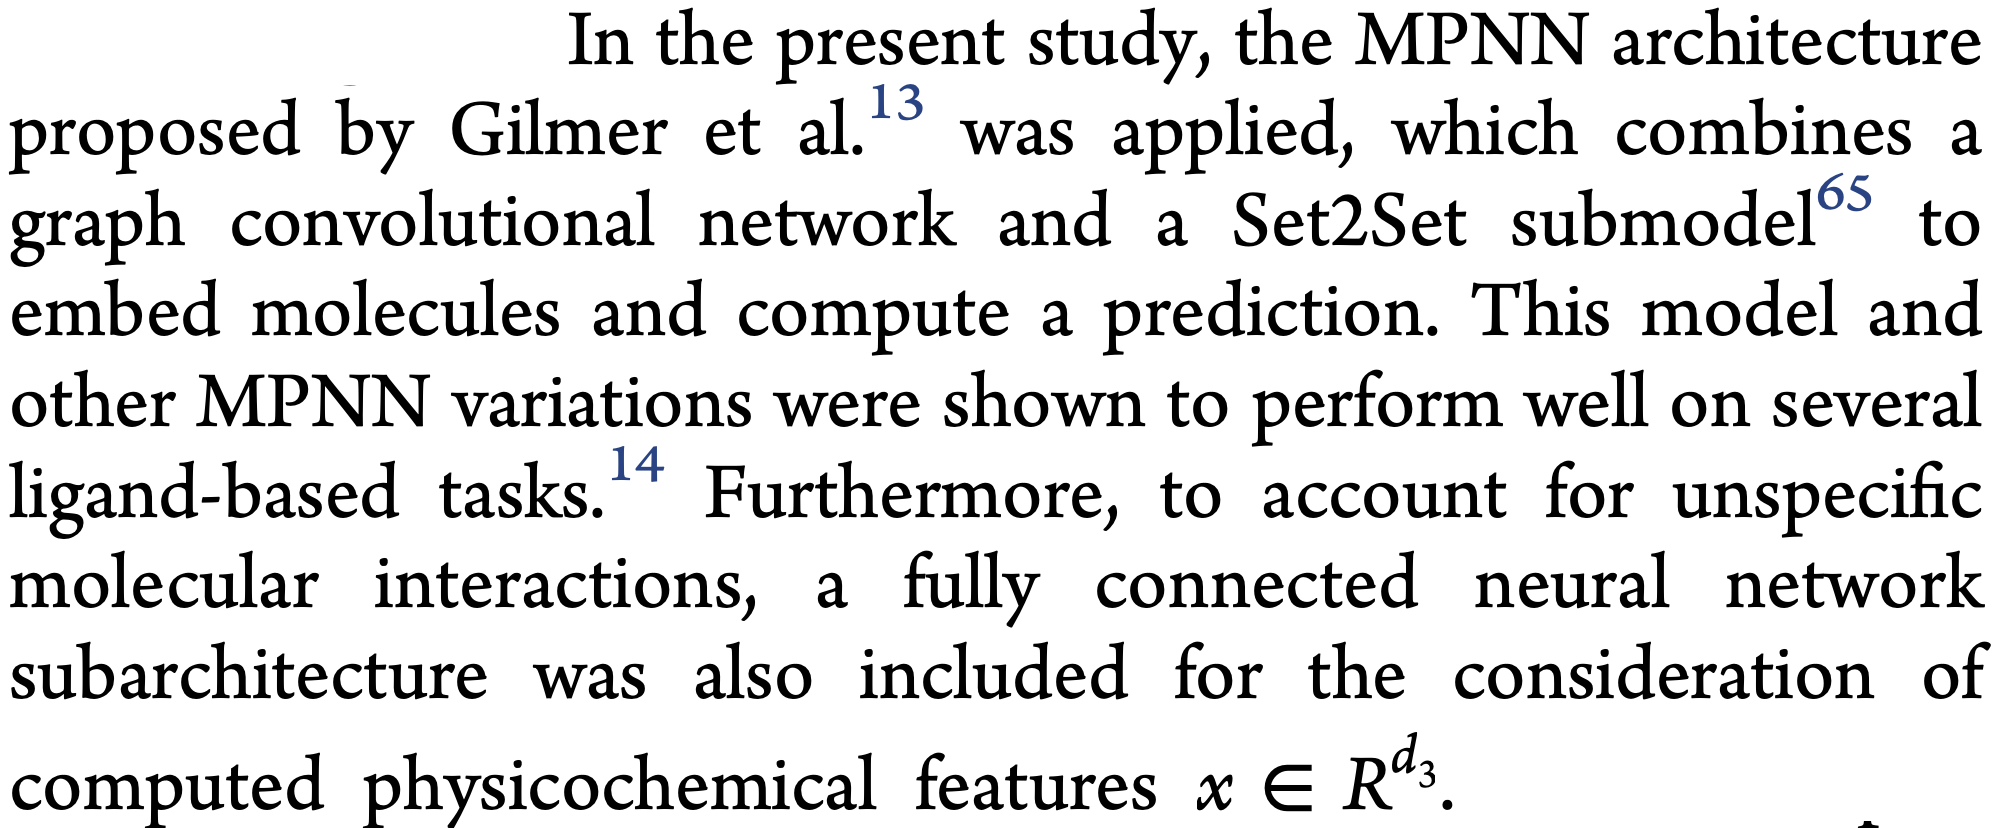 In the present study, the MPNN architecture
proposed by Gilmer et al.¹³ was applied, which combines a
graph convolutional network and a Set2Set submodel⁶⁵ to
embed molecules and compute a prediction. This model and
other MPNN variations were shown to perform well on several
ligand-based tasks.¹⁴ Furthermore, to account for unspecific
molecular interactions, a fully connected neural network
subarchitecture was also included for the consideration of
computed physicochemical features x ∈ R^{d_3}.